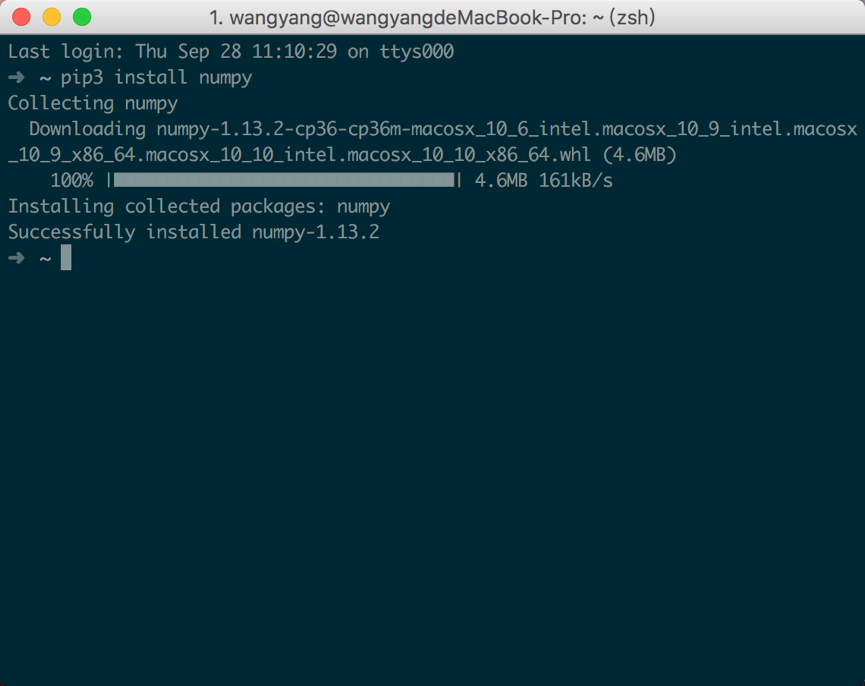 1. wangyang@wangyangdeMacBook-Pro: ~ (zsh)
Last login: Thu Sep 28 11:10:29 on ttys000
➜  ~ pip3 install numpy
Collecting numpy
  Downloading numpy-1.13.2-cp36-cp36m-macosx_10_6_intel.macosx_10_9_intel.macosx
_10_9_x86_64.macosx_10_10_intel.macosx_10_10_x86_64.whl (4.6MB)
    100% |████████████████████████████████| 4.6MB 161kB/s
Installing collected packages: numpy
Successfully installed numpy-1.13.2
➜  ~